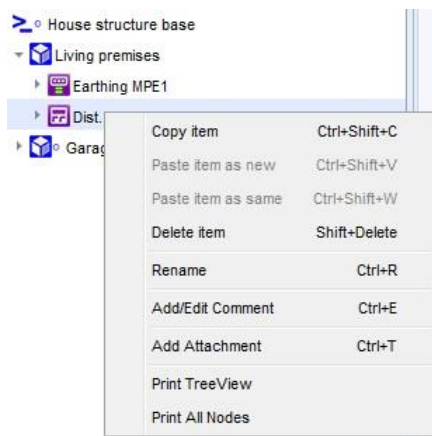 House structure base
Living premises
Earthing MPE1
Dist.
Garag
Copy item Ctrl+Shift+C
Paste item as new Ctrl+Shift+V
Paste item as same Ctrl+Shift+W
Delete item Shift+Delete
Rename Ctrl+R
Add/Edit Comment Ctrl+E
Add Attachment Ctrl+T
Print TreeView
Print All Nodes